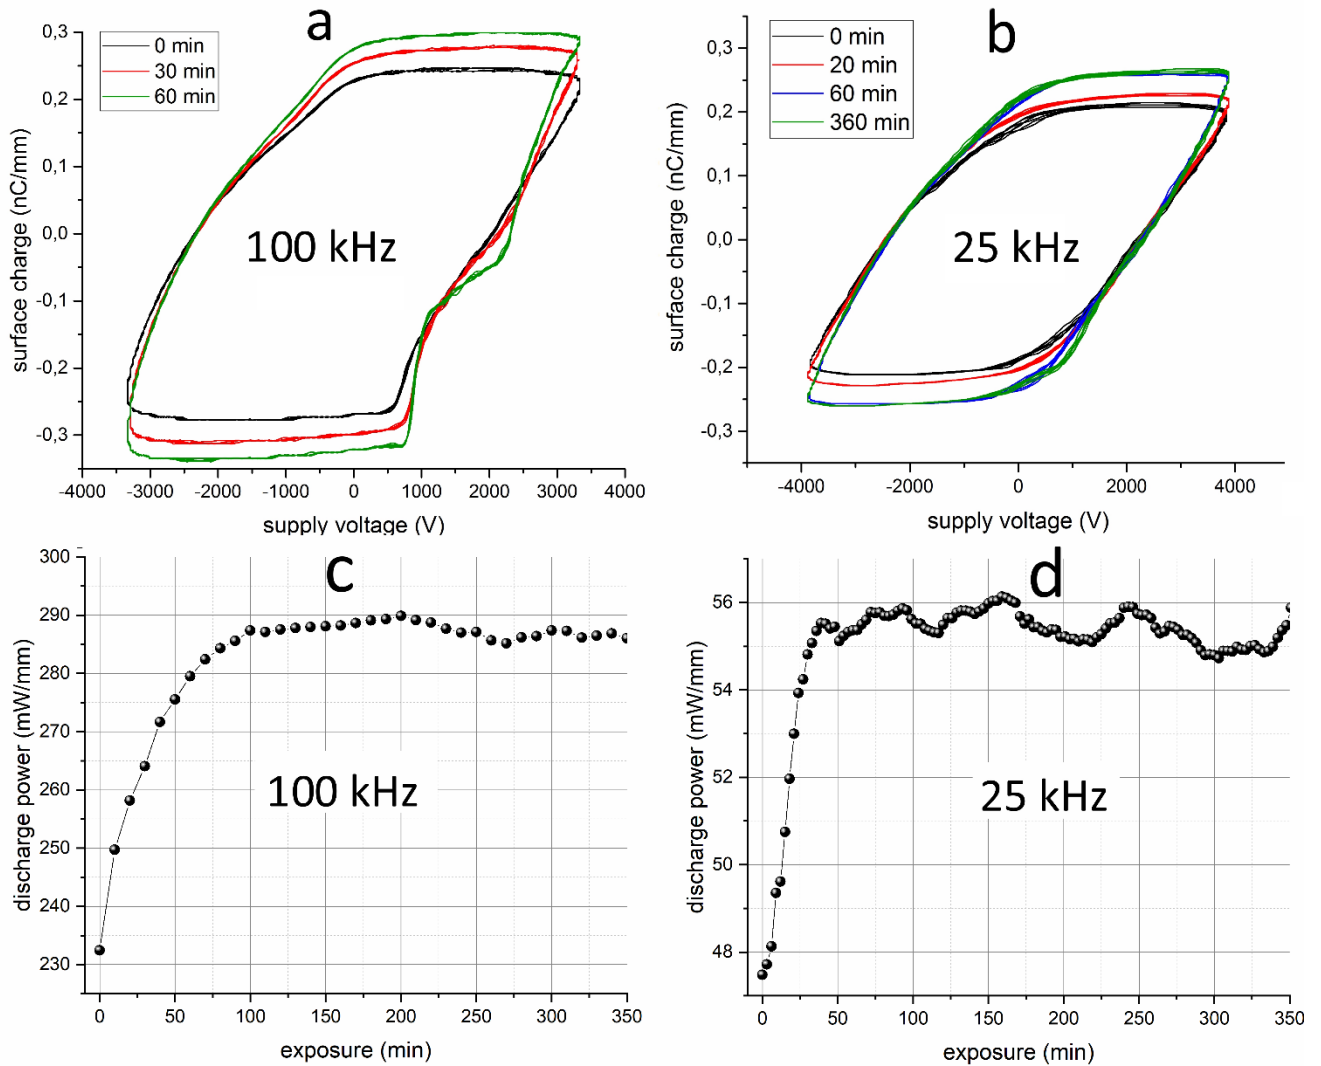 a
0 min
30 min
60 min
100 kHz
surface charge (nC/mm)
0,3
0,2
0,1
0,0
-0,1
-0,2
-0,3
-4000 -3000 -2000 -1000 0 1000 2000 3000 4000
supply voltage (V)
b
0 min
20 min
60 min
360 min
25 kHz
surface charge (nC/mm)
0,3
0,2
0,1
0,0
-0,1
-0,2
-0,3
-4000 -2000 0 2000 4000
supply voltage (V)
c
100 kHz
discharge power (mW/mm)
300
290
280
270
260
250
240
230
0 50 100 150 200 250 300 350
exposure (min)
d
25 kHz
discharge power (mW/mm)
56
54
52
50
48
0 50 100 150 200 250 300 350
exposure (min)